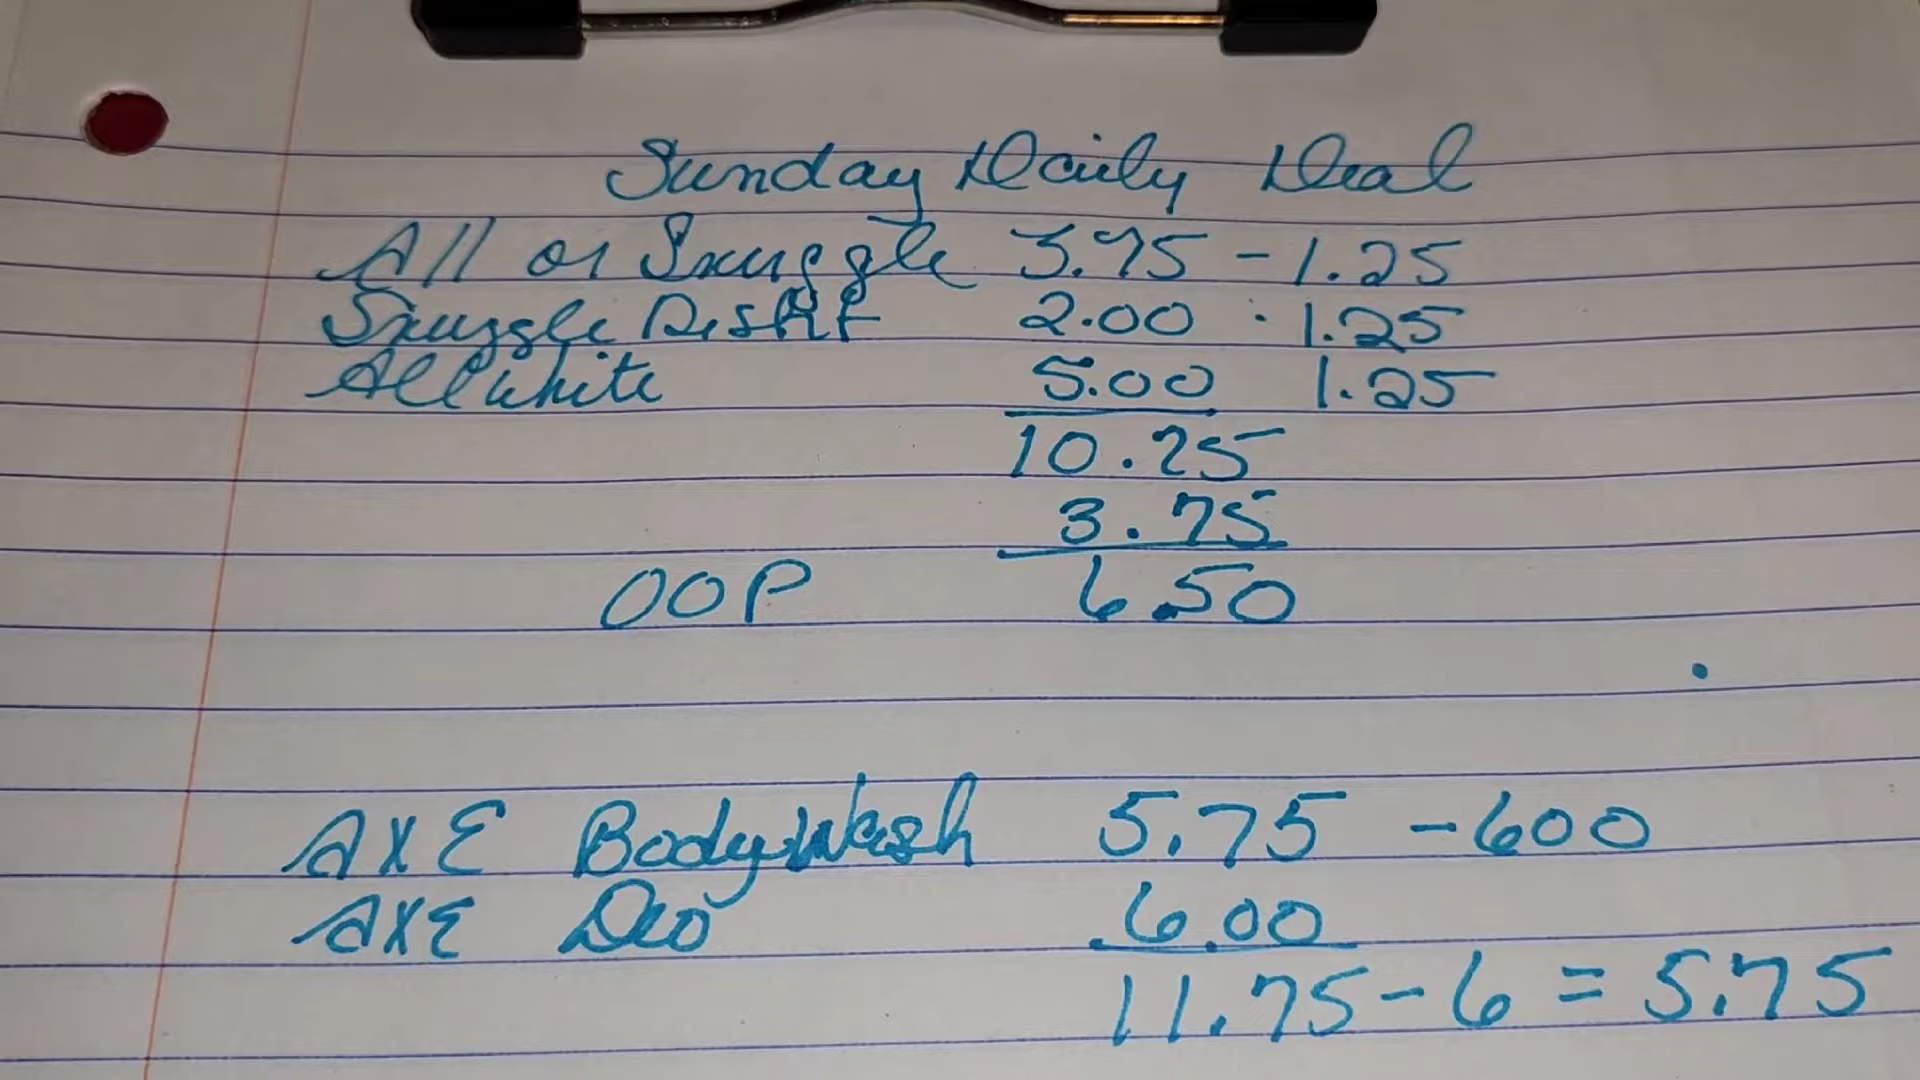 Sunday Daily Deal
All or Snuggle 3.75 - 1.25
Snuggle 2.00 - 1.25
All white 5.00 1.25
10.25
3.75
OOP 6.50
AXE Body Wash 5.75 - 600
AXE Deo 6.00
11.75 - 6 = 5.75